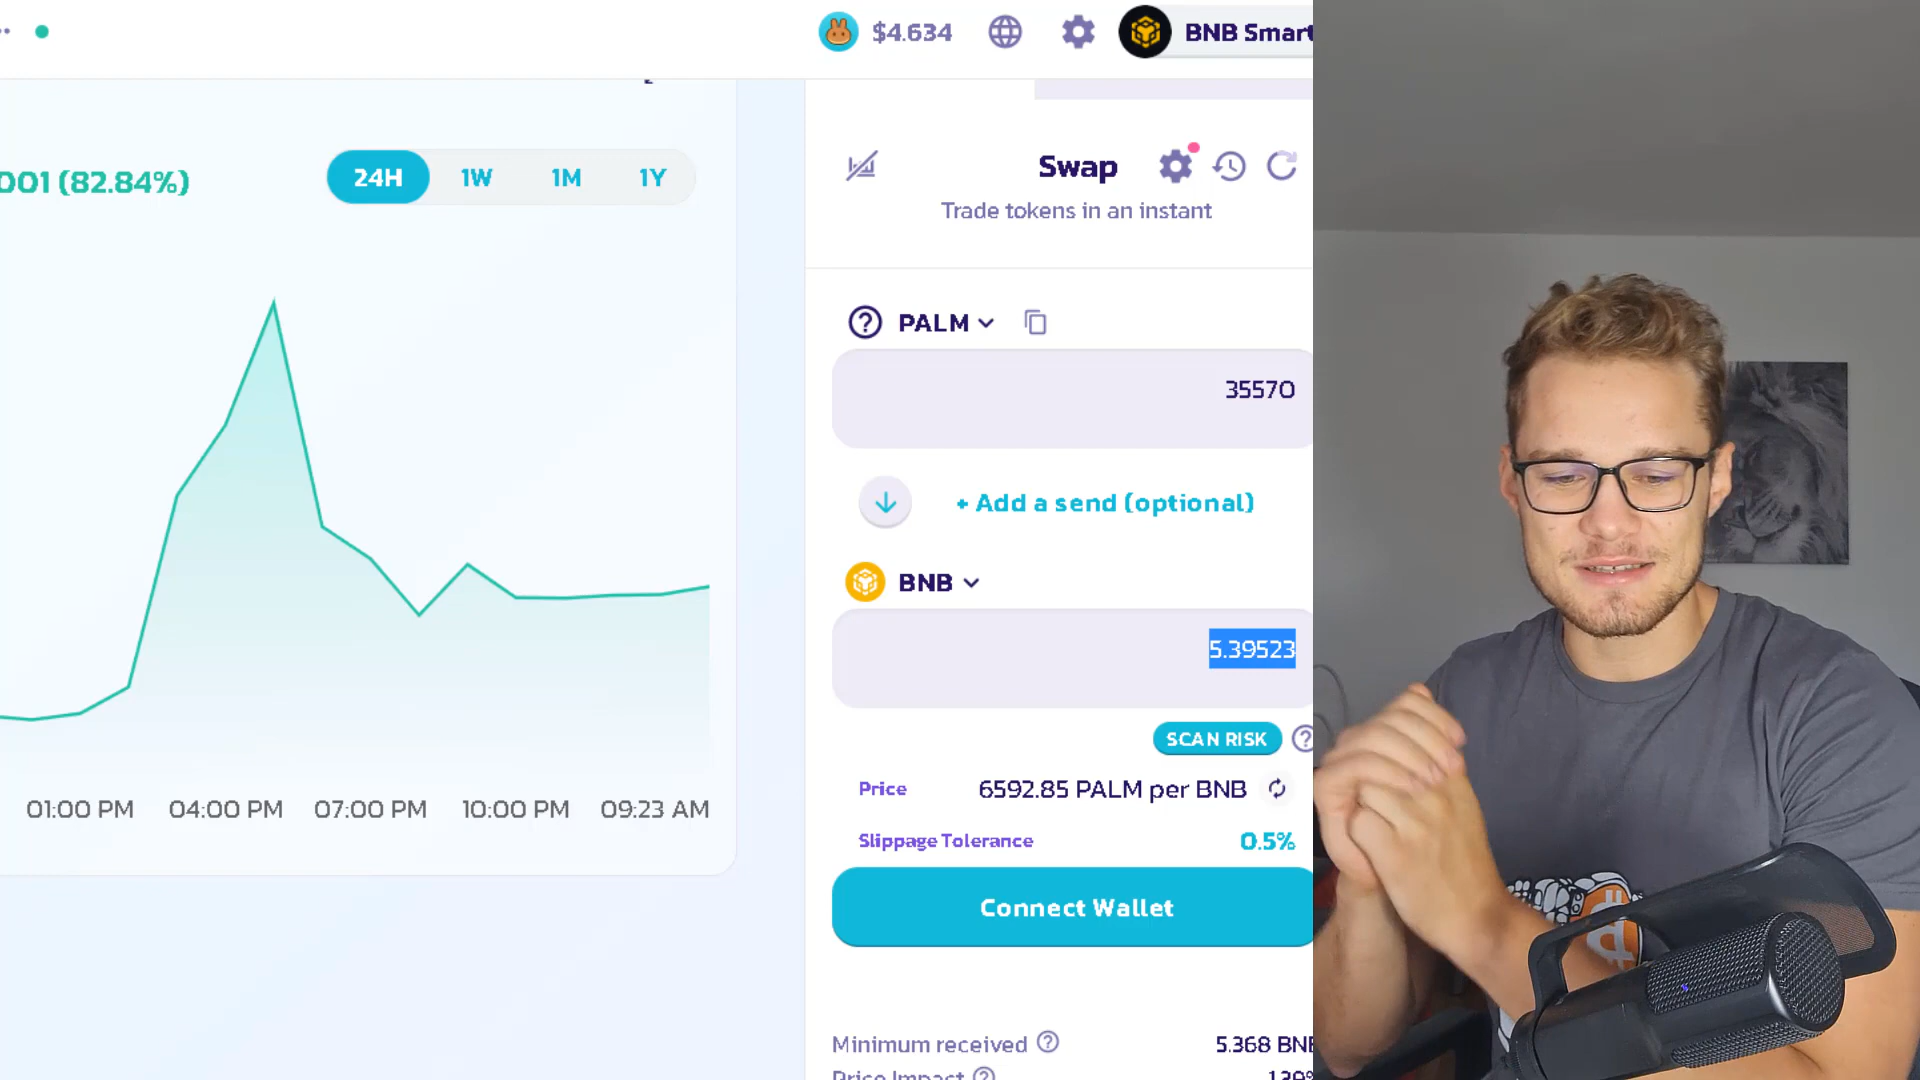 $4.634
BNB Smart
001 (82.84%)
24H 1W 1M 1Y
01:00 PM 04:00 PM 07:00 PM 10:00 PM 09:23 AM
Swap
Trade tokens in an instant
PALM
35570
+ Add a send (optional)
BNB
5.39523
SCAN RISK
Price 6592.85 PALM per BNB
Slippage Tolerance 0.5%
Connect Wallet
Minimum received 5.368 BNB
Price Impact